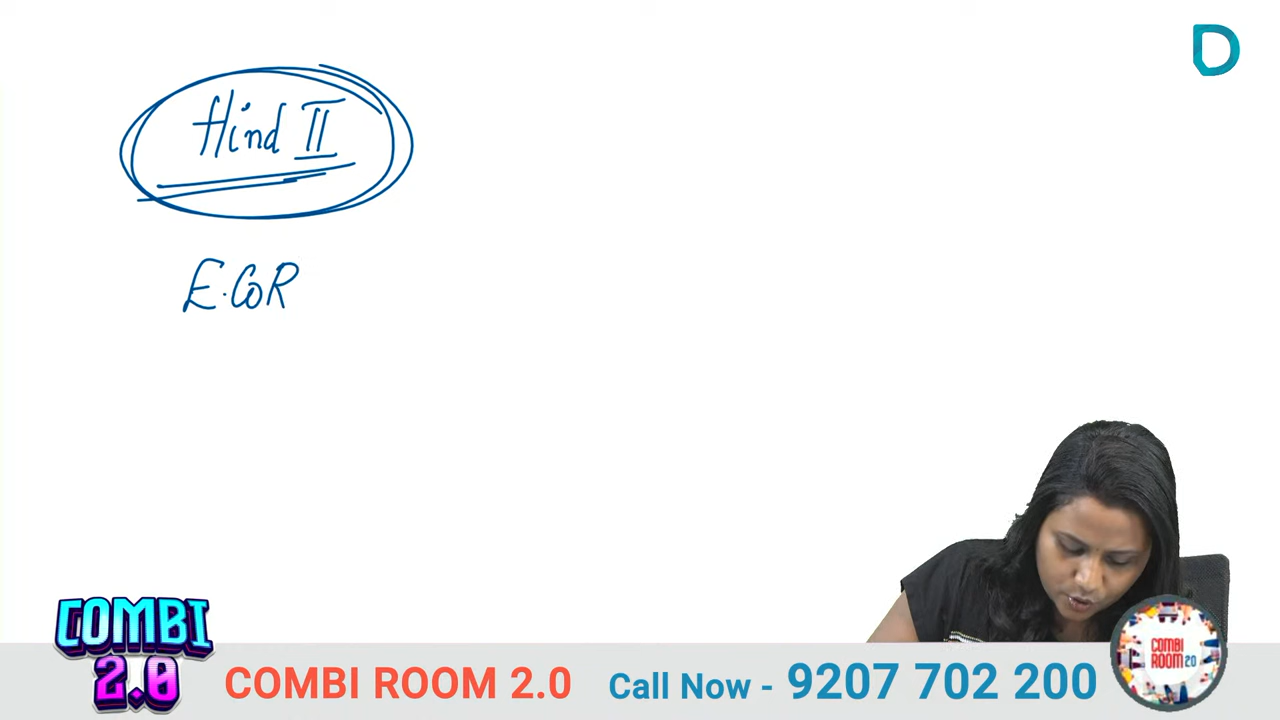 Hind II
E.CoR
COMBI
2.0
COMBI ROOM 2.0
Call Now - 9207 702 200
COMBI
ROOM 2.0
D